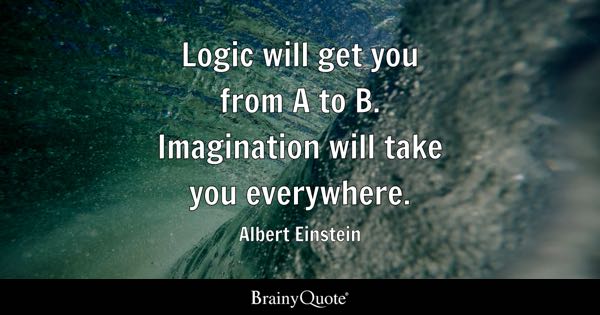 Logic will get you
from A to B.
Imagination will take
you everywhere.
Albert Einstein
BrainyQuote®